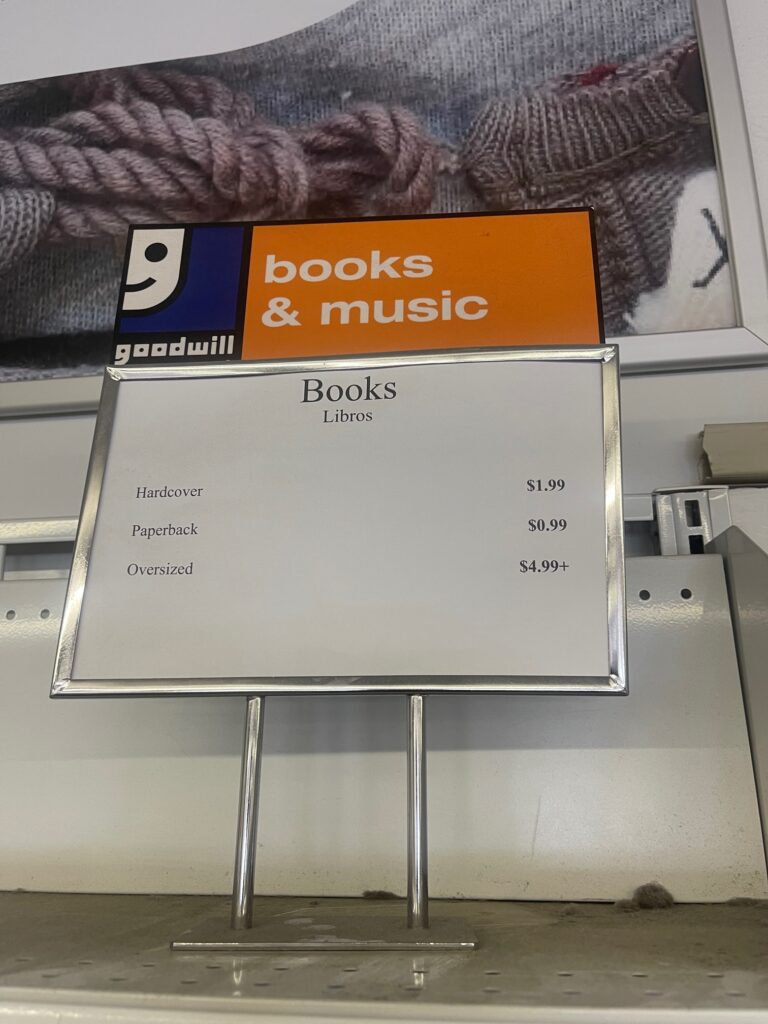 books
& music
goodwill
Books
Libros
Hardcover $1.99
Paperback $0.99
Oversized $4.99+